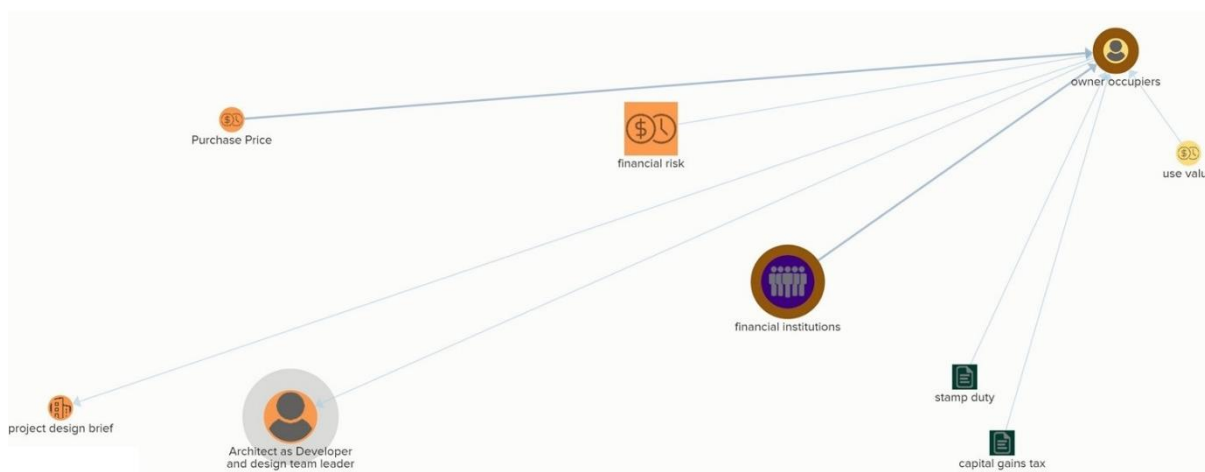 owner occupiers
Purchase Price
financial risk
use valu
financial institutions
stamp duty
project design brief
Architect as Developer
and design team leader
capital gains tax